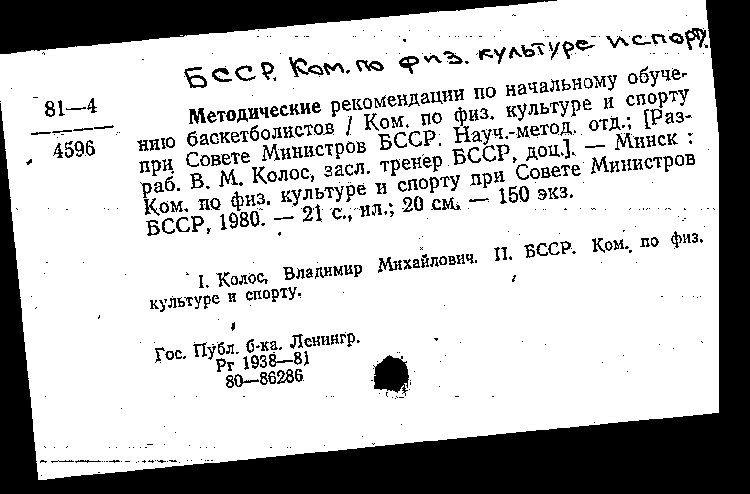 БССР. Ком. по физ. культуре и спорту
81—4
4596
Методические рекомендации по начальному обуче-
нию баскетболистов / Ком. по физ. культуре и спорту
при Совете Министров БССР. Науч.-метод. отд.; [Раз-
раб. В. М. Колос, засл. тренер БССР, доц.]. — Минск :
Ком. по физ. культуре и спорту при Совете Министров
БССР, 1980. — 21 с., ил.; 20 см. — 150 экз.
I. Колос, Владимир Михайлович. II. БССР. Ком. по физ.
культуре и спорту.
Гос. Публ. б-ка. Ленингр.
Рг 1938—81
80—86286